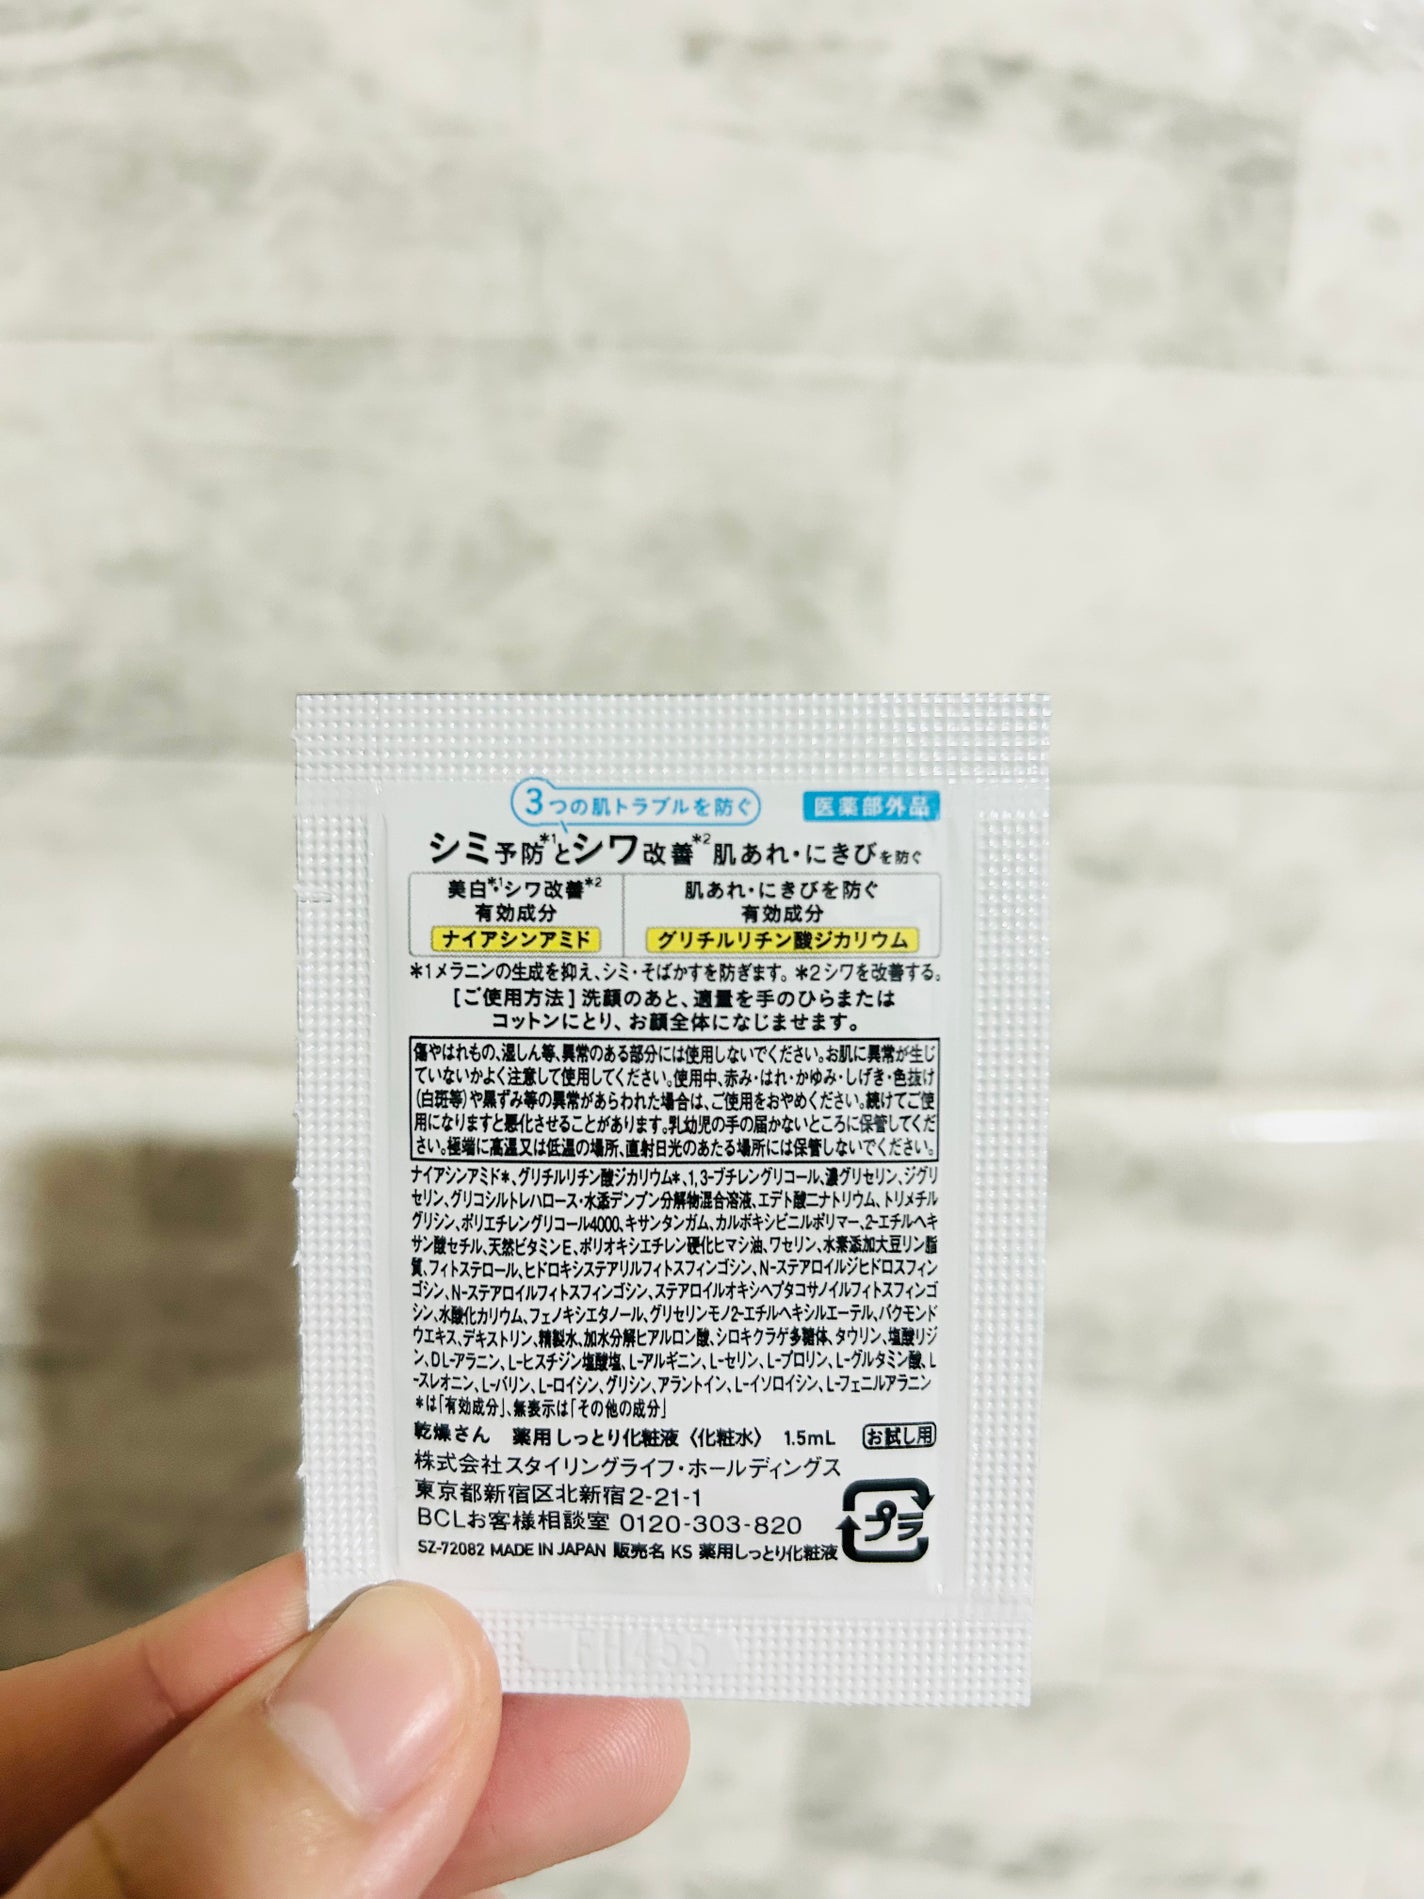 3つの肌トラブルを防ぐ 医薬部外品
シミ予防*1とシワ改善*2肌あれ・にきびを防ぐ
美白*1・シワ改善*2
有効成分
ナイアシンアミド
肌あれ・にきびを防ぐ
有効成分
グリチルリチン酸ジカリウム
*1メラニンの生成を抑え、シミ・そばかすを防ぎます。*2シワを改善する。
[ご使用方法]洗顔のあと、適量を手のひらまたは
コットンにとり、お顔全体になじませます。
傷やはれもの、湿しん等、異常のある部分には使用しないでください。お肌に異常が生じ
ていないかよく注意して使用してください。使用中、赤み・はれ・かゆみ・しげき・色抜け
(白斑等)や黒ずみ等の異常があらわれた場合は、ご使用をおやめください。続けてご使
用になりますと悪化させることがあります。乳幼児の手の届かないところに保管してくだ
さい。極端に高温又は低温の場所、直射日光のあたる場所には保管しないでください。
ナイアシンアミド*、グリチルリチン酸ジカリウム*、1,3-ブチレングリコール、濃グリセリン、ジグリ
セリン、グリコシルトレハロース・水添デンプン分解物混合溶液、エデト酸二ナトリウム、トリメチル
グリシン、ポリエチレングリコール4000、キサンタンガム、カルボキシビニルポリマー、2-エチルヘキ
サン酸セチル、天然ビタミンE、ポリオキシエチレン硬化ヒマシ油、ワセリン、水素添加大豆リン脂
質、フィトステロール、ヒドロキシステアリルフィトスフィンゴシン、N-ステアロイルジヒドロスフィン
ゴシン、N-ステアロイルフィトスフィンゴシン、ステアロイルオキシヘプタコサノイルフィトスフィンゴ
シン、水酸化カリウム、フェノキシエタノール、グリセリンモノ2-エチルヘキシルエーテル、バクモンド
ウエキス、デキストリン、精製水、加水分解ヒアルロン酸、シロキクラゲ多糖体、タウリン、塩酸リジ
ン、DL-アラニン、L-ヒスチジン塩酸塩、L-アルギニン、L-セリン、L-プロリン、L-グルタミン酸、L
-スレオニン、L-バリン、L-ロイシン、グリシン、アラントイン、L-イソロイシン、L-フェニルアラニン
*は「有効成分」、無表示は「その他の成分」
乾燥さん 薬用しっとり化粧液〈化粧水〉 1.5mL お試し用
株式会社スタイリングライフ・ホールディングス
東京都新宿区北新宿2-21-1
BCLお客様相談室 0120-303-820
プラ
SZ-72082 MADE IN JAPAN 販売名 KS 薬用しっとり化粧液
FH455